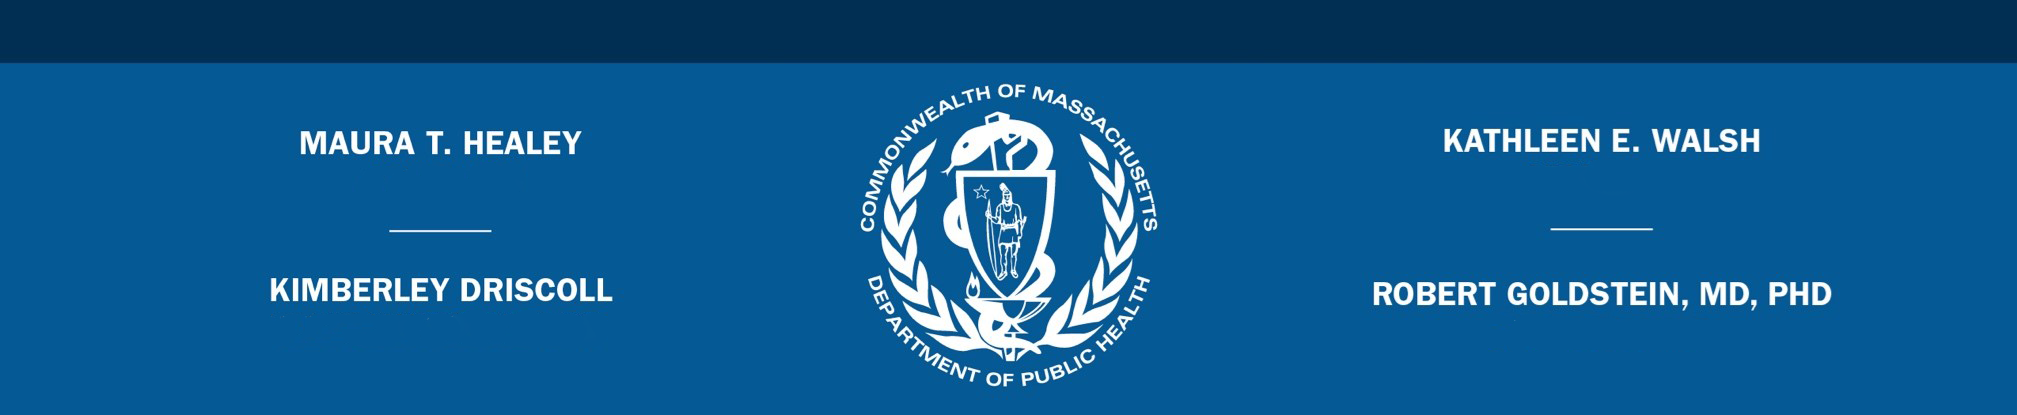 MAURA T. HEALEY
KIMBERLEY DRISCOLL
COMMONWEALTH OF MASSACHUSETTS
DEPARTMENT OF PUBLIC HEALTH
KATHLEEN E. WALSH
ROBERT GOLDSTEIN, MD, PHD